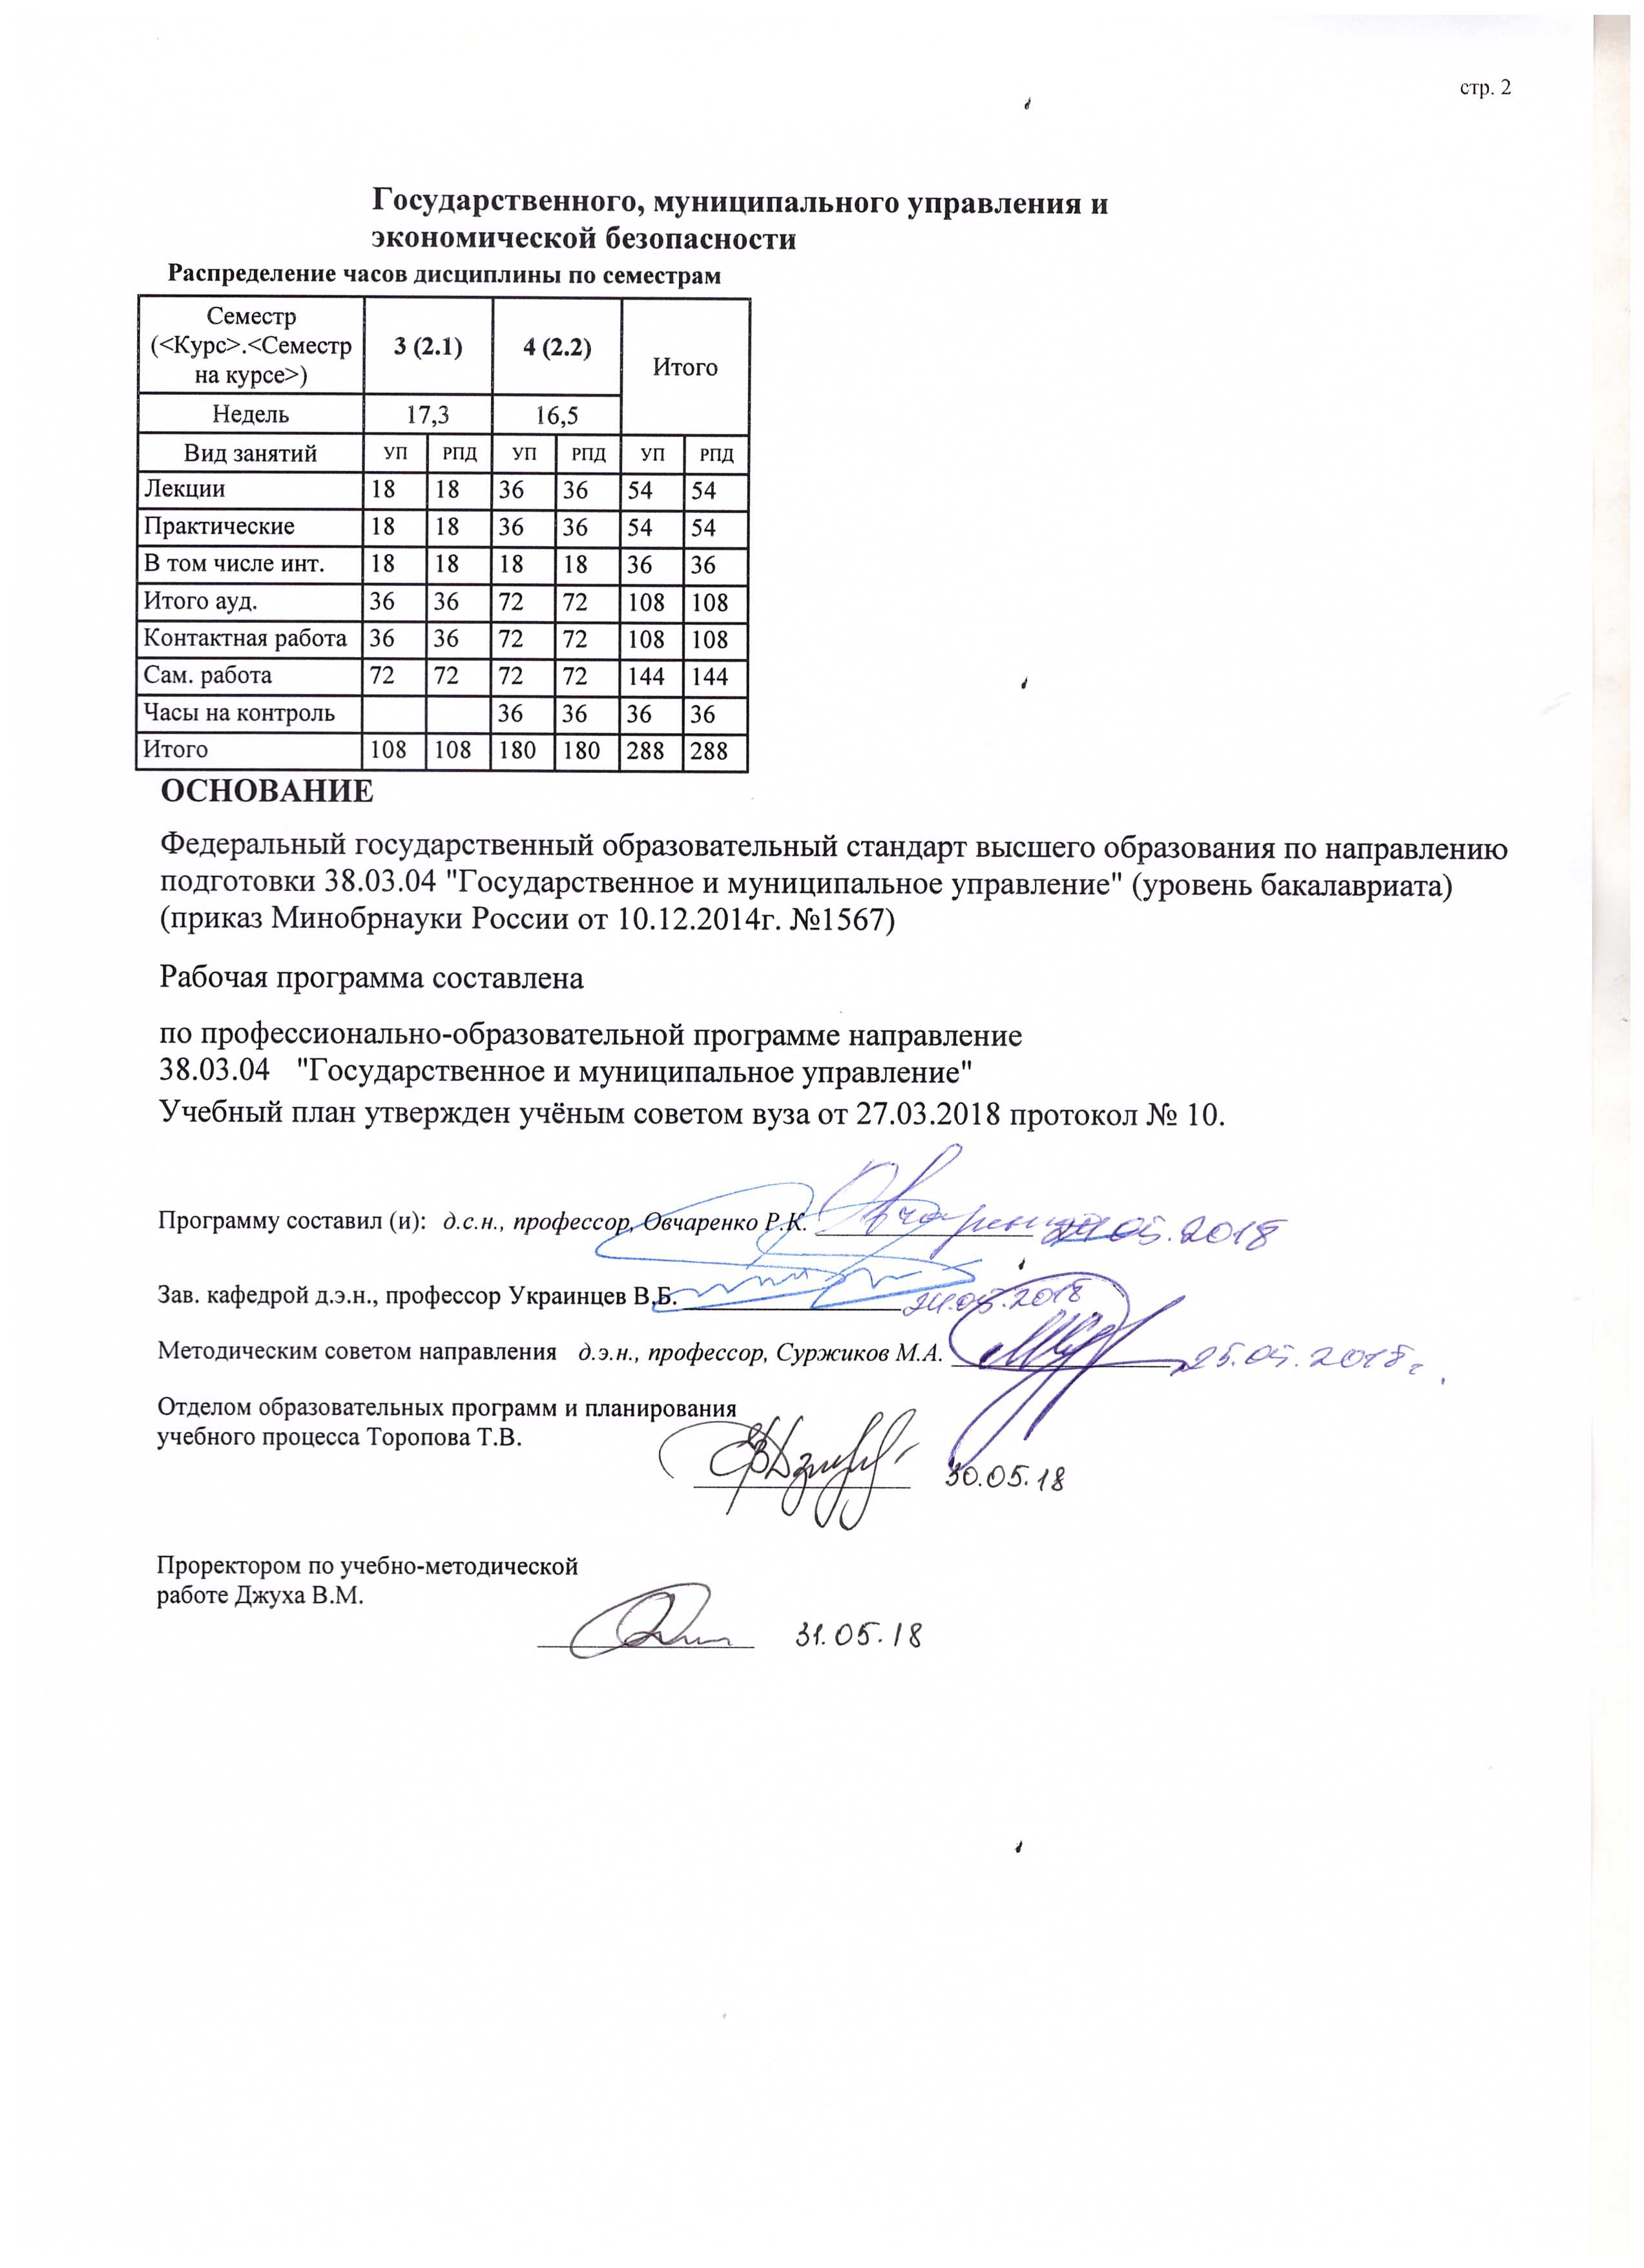 стр. 2
Государственного, муниципального управления и
экономической безопасности
Распределение часов дисциплины по семестрам
Семестр (<Курс>.<Семестр на курсе>) 3 (2.1) 4 (2.2) Итого
Недель 17,3 16,5
Вид занятий УП РПД УП РПД УП РПД
Лекции 18 18 36 36 54 54
Практические 18 18 36 36 54 54
В том числе инт. 18 18 18 18 36 36
Итого ауд. 36 36 72 72 108 108
Контактная работа 36 36 72 72 108 108
Сам. работа 72 72 72 72 144 144
Часы на контроль 36 36 36 36
Итого 108 108 180 180 288 288
ОСНОВАНИЕ
Федеральный государственный образовательный стандарт высшего образования по направлению
подготовки 38.03.04 "Государственное и муниципальное управление" (уровень бакалавриата)
(приказ Минобрнауки России от 10.12.2014г. №1567)
Рабочая программа составлена
по профессионально-образовательной программе направление
38.03.04 "Государственное и муниципальное управление"
Учебный план утвержден учёным советом вуза от 27.03.2018 протокол № 10.
Программу составил (и): д.с.н., профессор, Овчаренко Р.К. 05.2018
Зав. кафедрой д.э.н., профессор Украинцев В.Б. 24.05.2018
Методическим советом направления д.э.н., профессор, Суржиков М.А. 25.05.2018г.
Отделом образовательных программ и планирования
учебного процесса Торопова Т.В.
30.05.18
Проректором по учебно-методической
работе Джуха В.М.
31.05.18